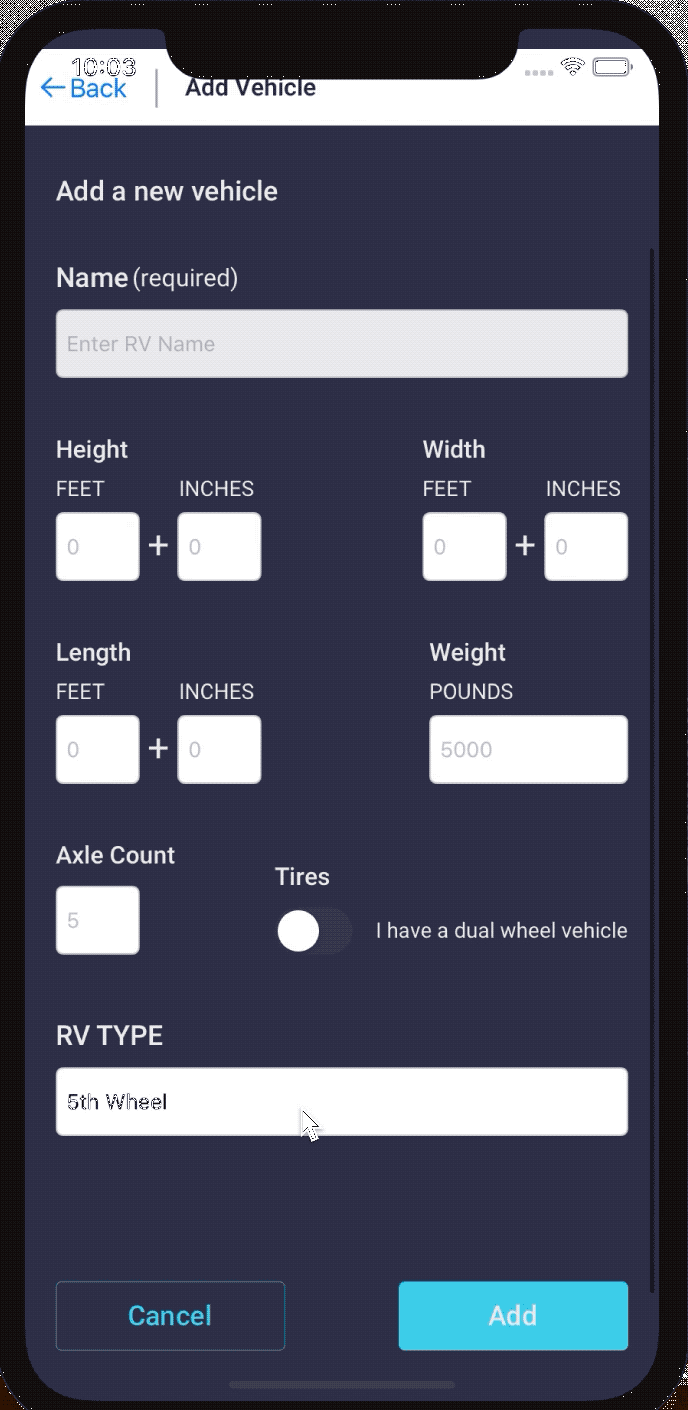 10:03
Back
Add Vehicle
Add a new vehicle
Name (required)
Enter RV Name
Height Width
FEET INCHES FEET INCHES
0 + 0 0 + 0
Length Weight
FEET INCHES POUNDS
0 + 0 5000
Axle Count
Tires
5
I have a dual wheel vehicle
RV TYPE
5th Wheel
Cancel Add